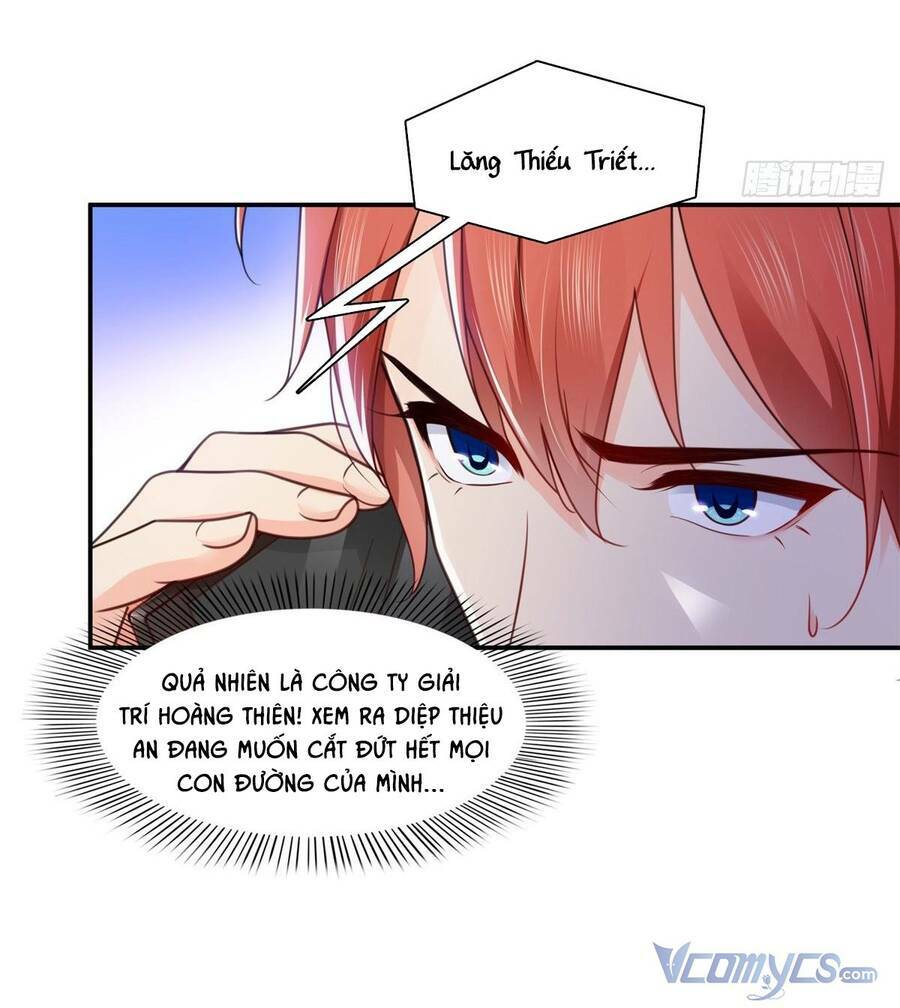 Lăng Thiếu Triết...
腾讯动漫
QUẢ NHIÊN LÀ CÔNG TY GIẢI
TRÍ HOÀNG THIÊN! XEM RA DIỆP THIỆU
AN ĐANG MUỐN CẮT ĐỨT HẾT MỌI
CON ĐƯỜNG CỦA MÌNH...
VCOMYCS.com